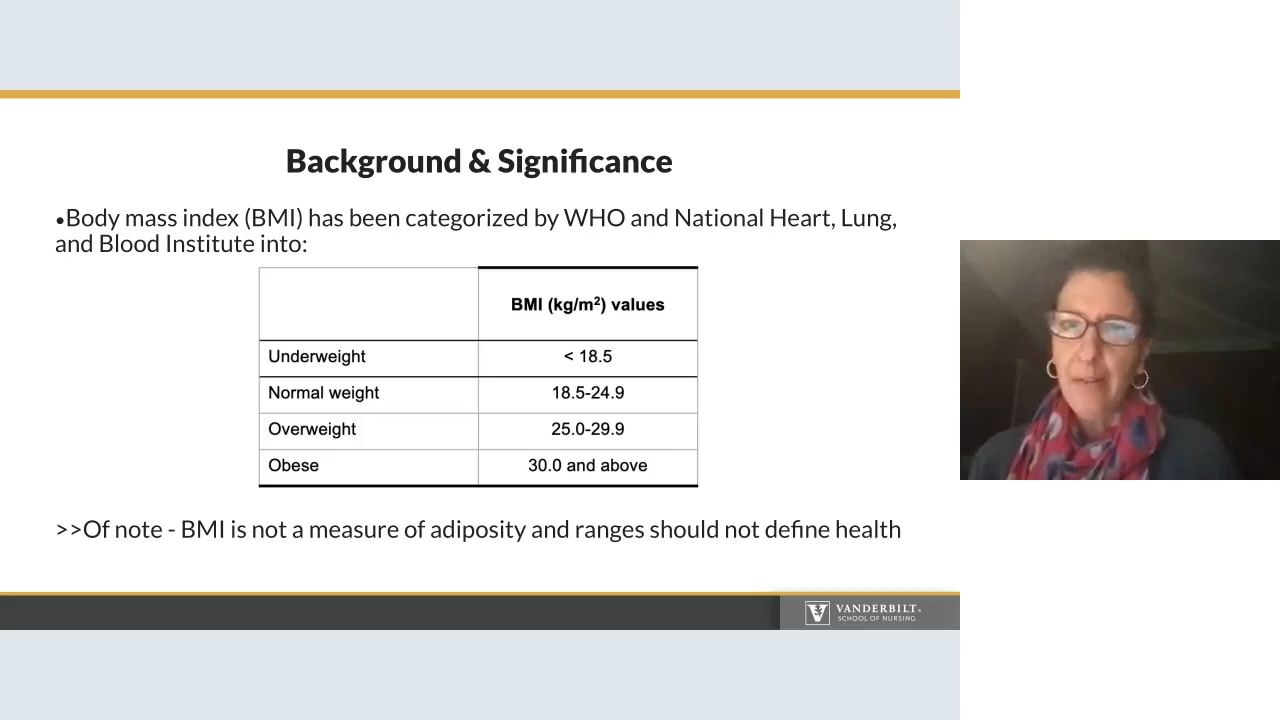 Background & Significance
•Body mass index (BMI) has been categorized by WHO and National Heart, Lung,
and Blood Institute into:
BMI (kg/m²) values
Underweight < 18.5
Normal weight 18.5-24.9
Overweight 25.0-29.9
Obese 30.0 and above
>>Of note - BMI is not a measure of adiposity and ranges should not define health
V VANDERBILT®
SCHOOL OF NURSING